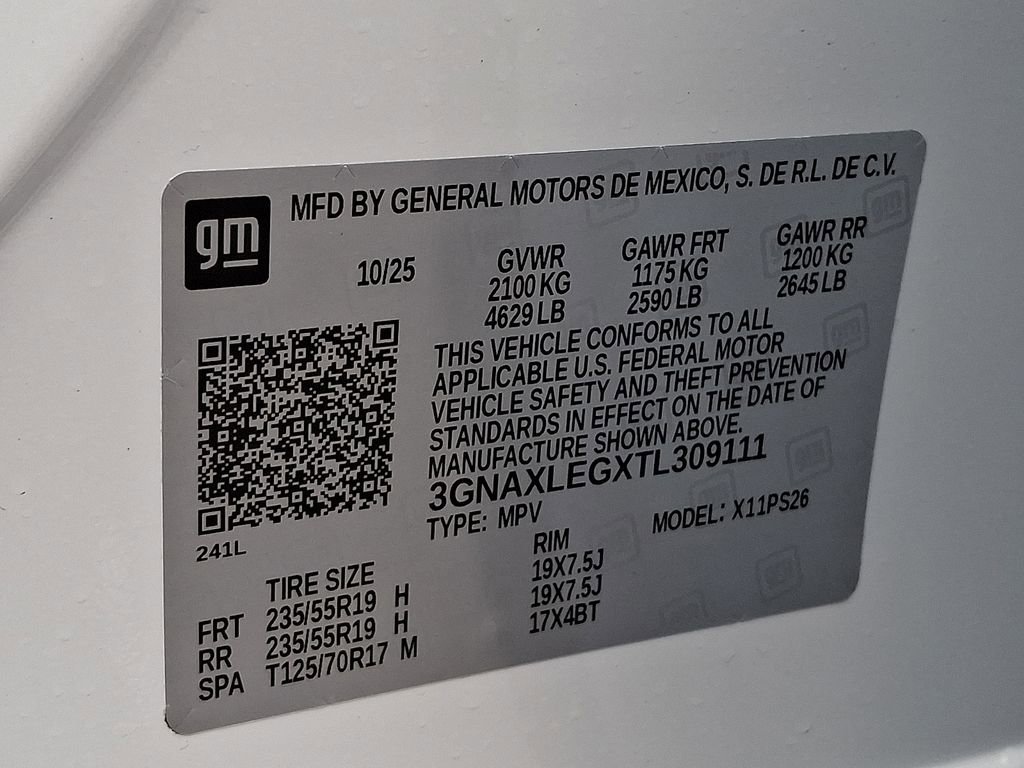 gm
MFD BY GENERAL MOTORS DE MEXICO, S. DE R.L. DE C.V.
10/25 GVWR GAWR FRT GAWR RR
2100 KG 1175 KG 1200 KG
4629 LB 2590 LB 2645 LB
THIS VEHICLE CONFORMS TO ALL
APPLICABLE U.S. FEDERAL MOTOR
VEHICLE SAFETY AND THEFT PREVENTION
STANDARDS IN EFFECT ON THE DATE OF
MANUFACTURE SHOWN ABOVE.
3GNAXLEGXTL309111
TYPE: MPV MODEL: X11PS26
241L
TIRE SIZE RIM
FRT 235/55R19 H 19X7.5J
RR 235/55R19 H 19X7.5J
SPA T125/70R17 M 17X4BT